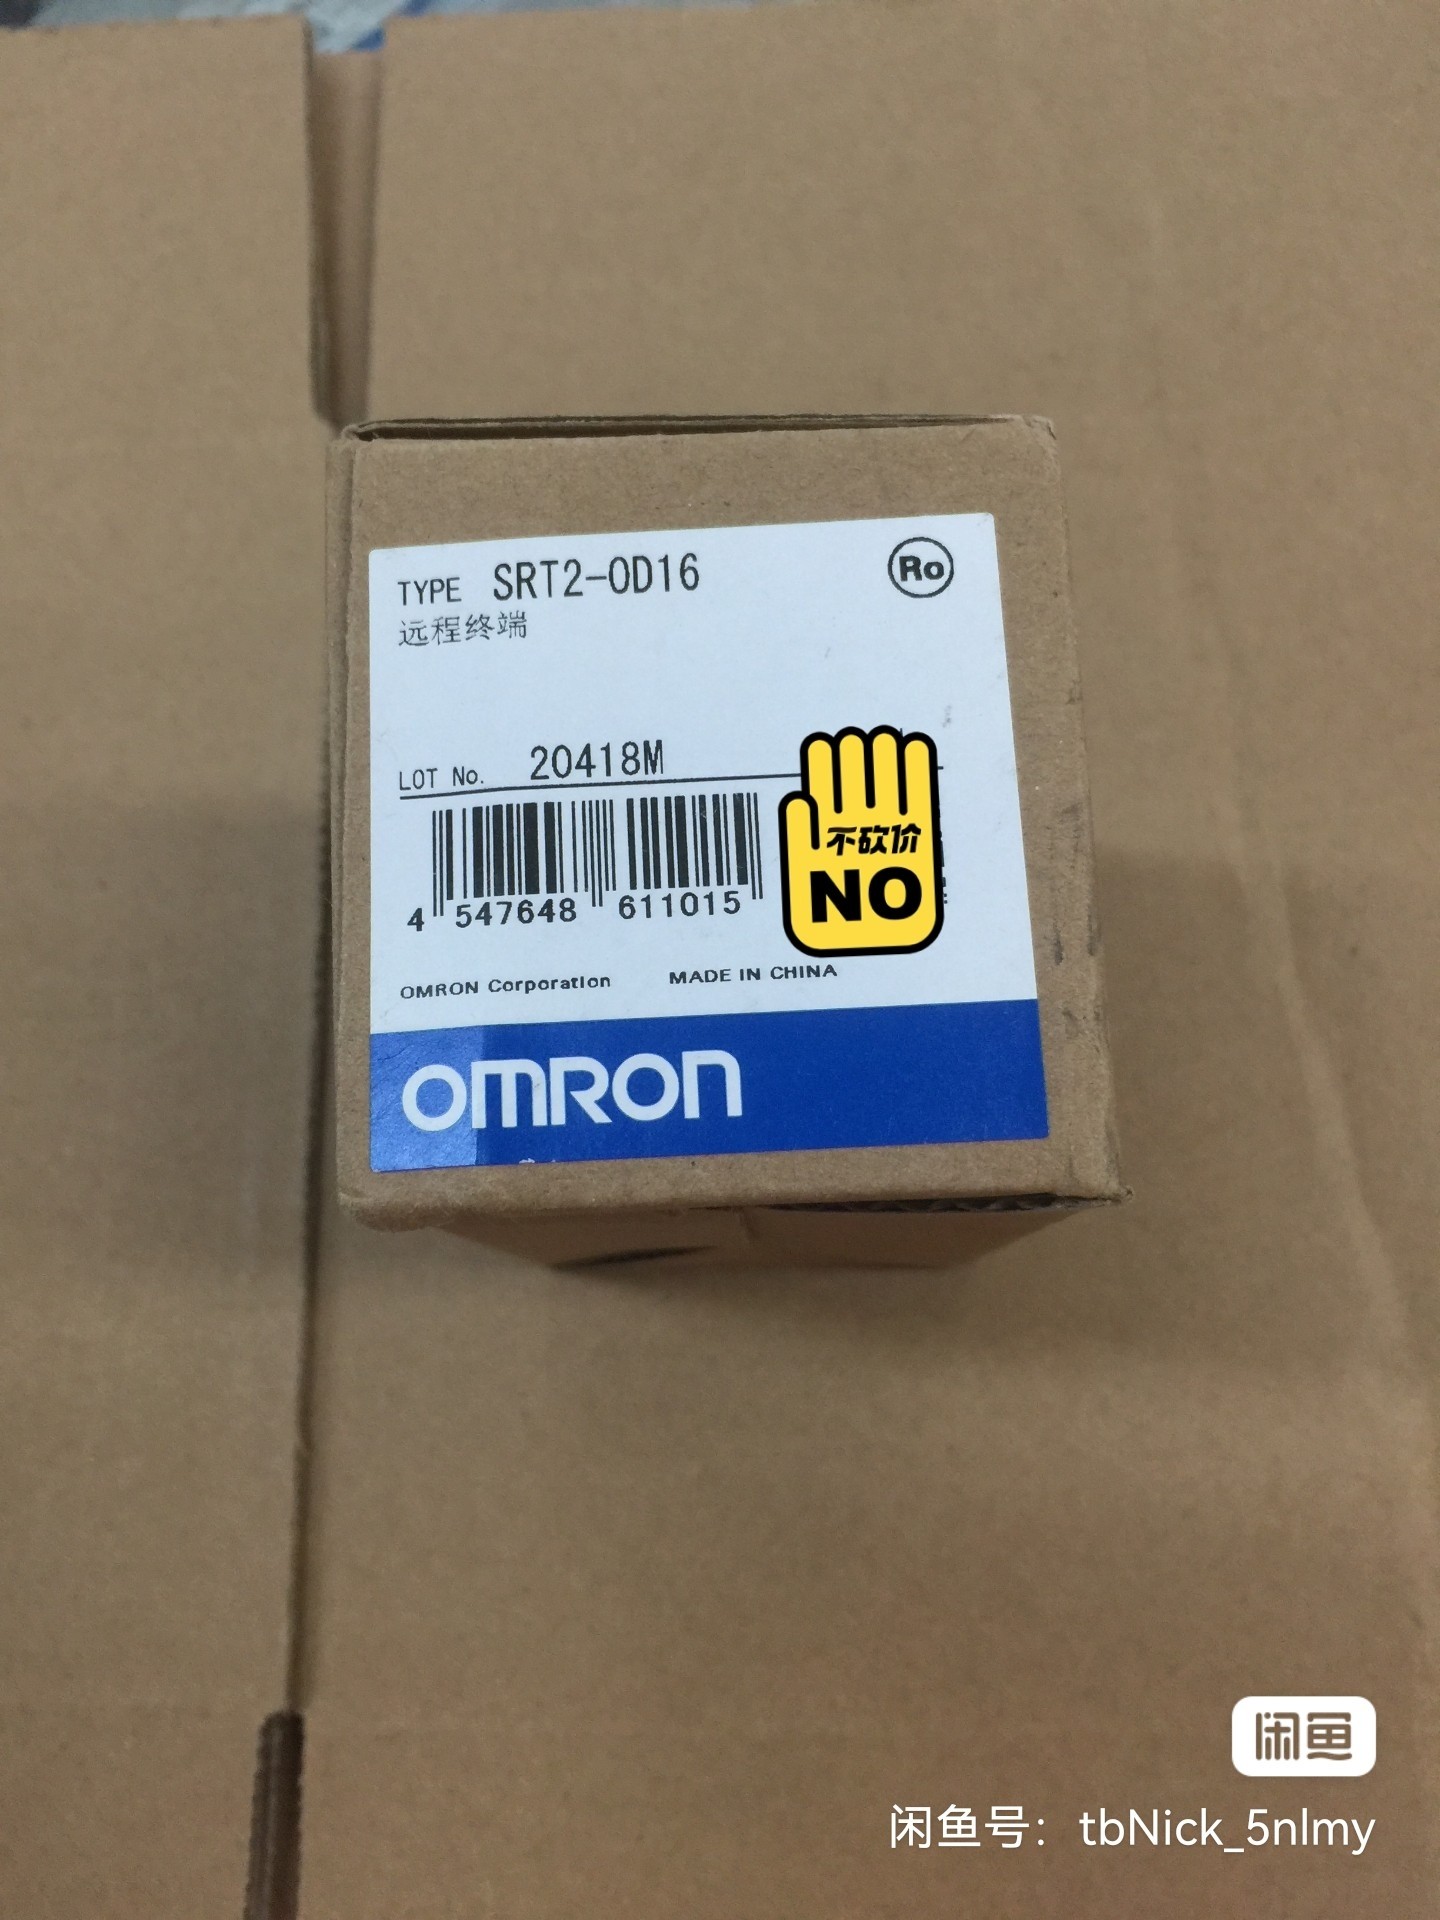 TYPE SRT2-OD16
Ro
远程终端
LOT No. 20418M
4 547648 611015
不砍价
NO
OMRON Corporation MADE IN CHINA
OMRON
闲鱼
闲鱼号：tbNick_5nlmy